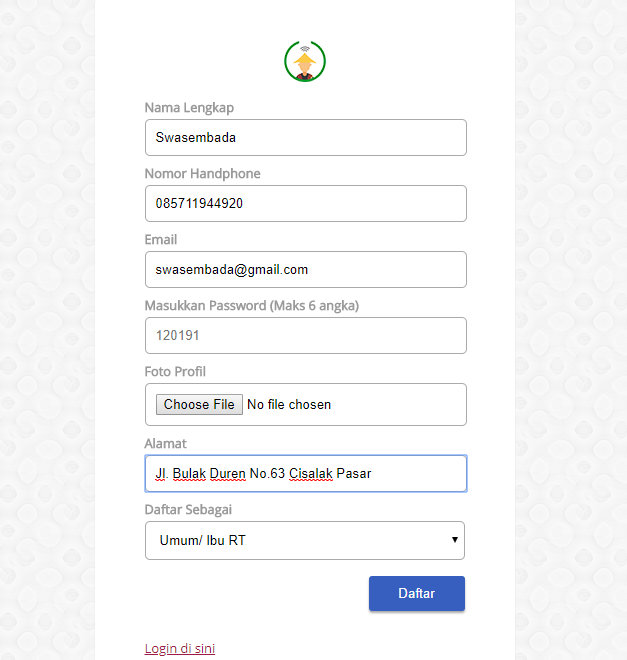 Nama Lengkap
Swasembada
Nomor Handphone
085711944920
Email
swasembada@gmail.com
Masukkan Password (Maks 6 angka)
120191
Foto Profil
Choose File No file chosen
Alamat
Jl. Bulak Duren No.63 Cisalak Pasar
Daftar Sebagai
Umum/ Ibu RT
Daftar
Login di sini